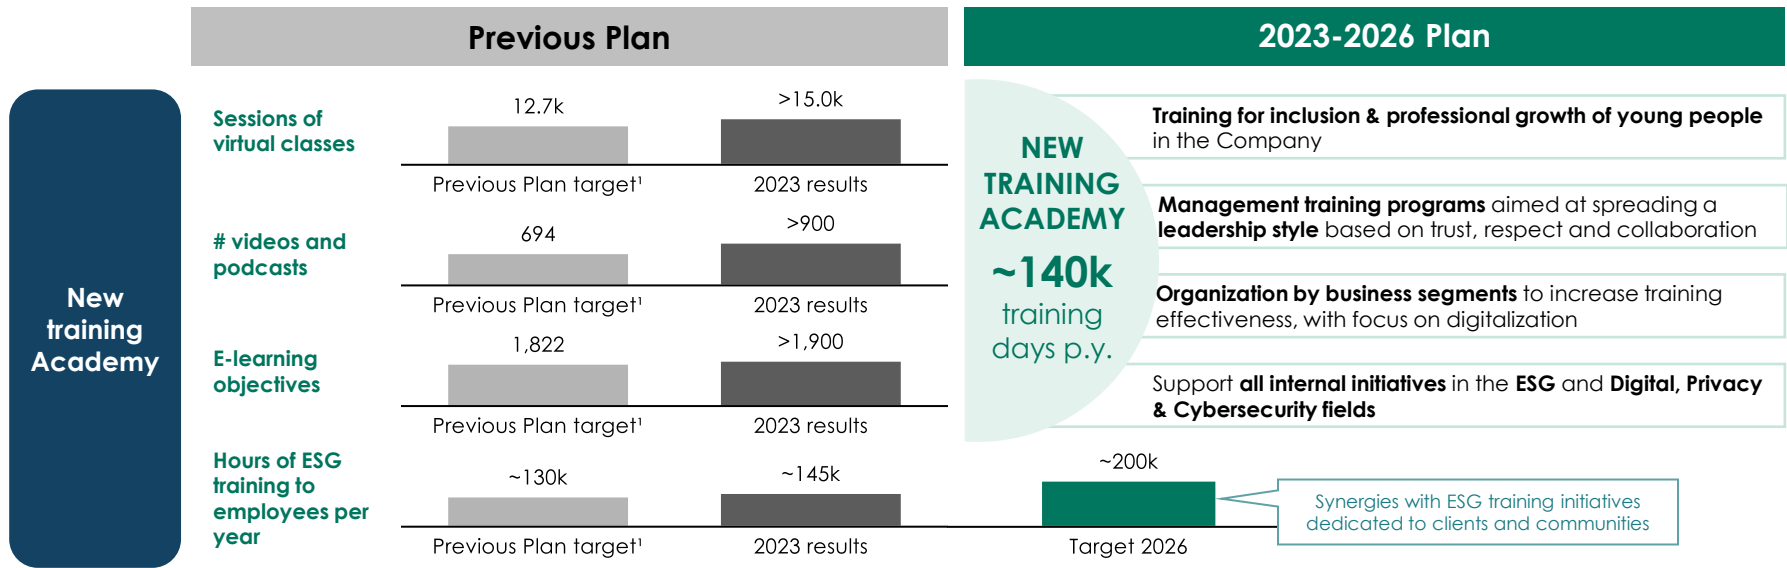 Previous Plan
2023-2026 Plan
New
training
Academy
Sessions of
virtual classes
12.7k
>15.0k
Previous Plan target¹
2023 results
# videos and
podcasts
694
>900
Previous Plan target¹
2023 results
E-learning
objectives
1,822
>1,900
Previous Plan target¹
2023 results
Hours of ESG
training to
employees per
year
~130k
~145k
~200k
Previous Plan target¹
2023 results
Target 2026
NEW
TRAINING
ACADEMY
~140k
training
days p.y.
Training for inclusion & professional growth of young people
in the Company
Management training programs aimed at spreading a
leadership style based on trust, respect and collaboration
Organization by business segments to increase training
effectiveness, with focus on digitalization
Support all internal initiatives in the ESG and Digital, Privacy
& Cybersecurity fields
Synergies with ESG training initiatives
dedicated to clients and communities